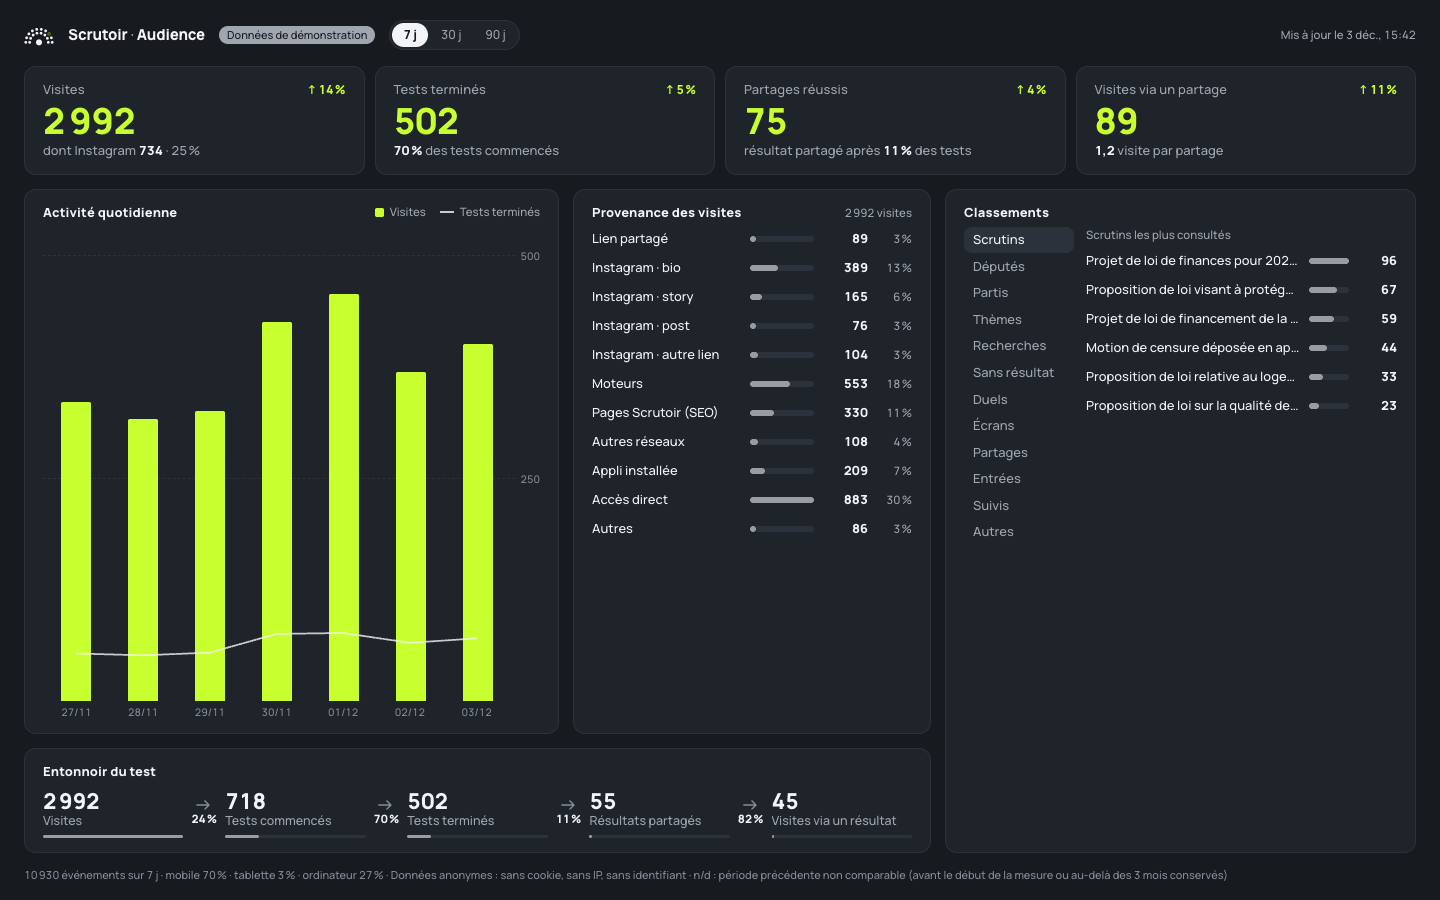 Scrutoir · Audience
Données de démonstration
7 j
30 j
90 j
Mis à jour le 3 déc., 15:42
Visites
↑ 14 %
2 992
dont Instagram 734 · 25 %
Tests terminés
↑ 5 %
502
70 % des tests commencés
Partages réussis
↑ 4 %
75
résultat partagé après 11 % des tests
Visites via un partage
↑ 11 %
89
1,2 visite par partage
Activité quotidienne
Visites
Tests terminés
500
250
27/11
28/11
29/11
30/11
01/12
02/12
03/12
Provenance des visites
2 992 visites
Lien partagé 89 3 %
Instagram · bio 389 13 %
Instagram · story 165 6 %
Instagram · post 76 3 %
Instagram · autre lien 104 3 %
Moteurs 553 18 %
Pages Scrutoir (SEO) 330 11 %
Autres réseaux 108 4 %
Appli installée 209 7 %
Accès direct 883 30 %
Autres 86 3 %
Classements
Scrutins
Députés
Partis
Thèmes
Recherches
Sans résultat
Duels
Écrans
Partages
Entrées
Suivis
Autres
Scrutins les plus consultés
Projet de loi de finances pour 202… 96
Proposition de loi visant à protég… 67
Projet de loi de financement de la … 59
Motion de censure déposée en ap… 44
Proposition de loi relative au loge… 33
Proposition de loi sur la qualité de… 23
Entonnoir du test
2 992
Visites
→
24 %
718
Tests commencés
→
70 %
502
Tests terminés
→
11 %
55
Résultats partagés
→
82 %
45
Visites via un résultat
10 930 événements sur 7 j · mobile 70 % · tablette 3 % · ordinateur 27 % · Données anonymes : sans cookie, sans IP, sans identifiant · n/d : période précédente non comparable (avant le début de la mesure ou au-delà des 3 mois conservés)